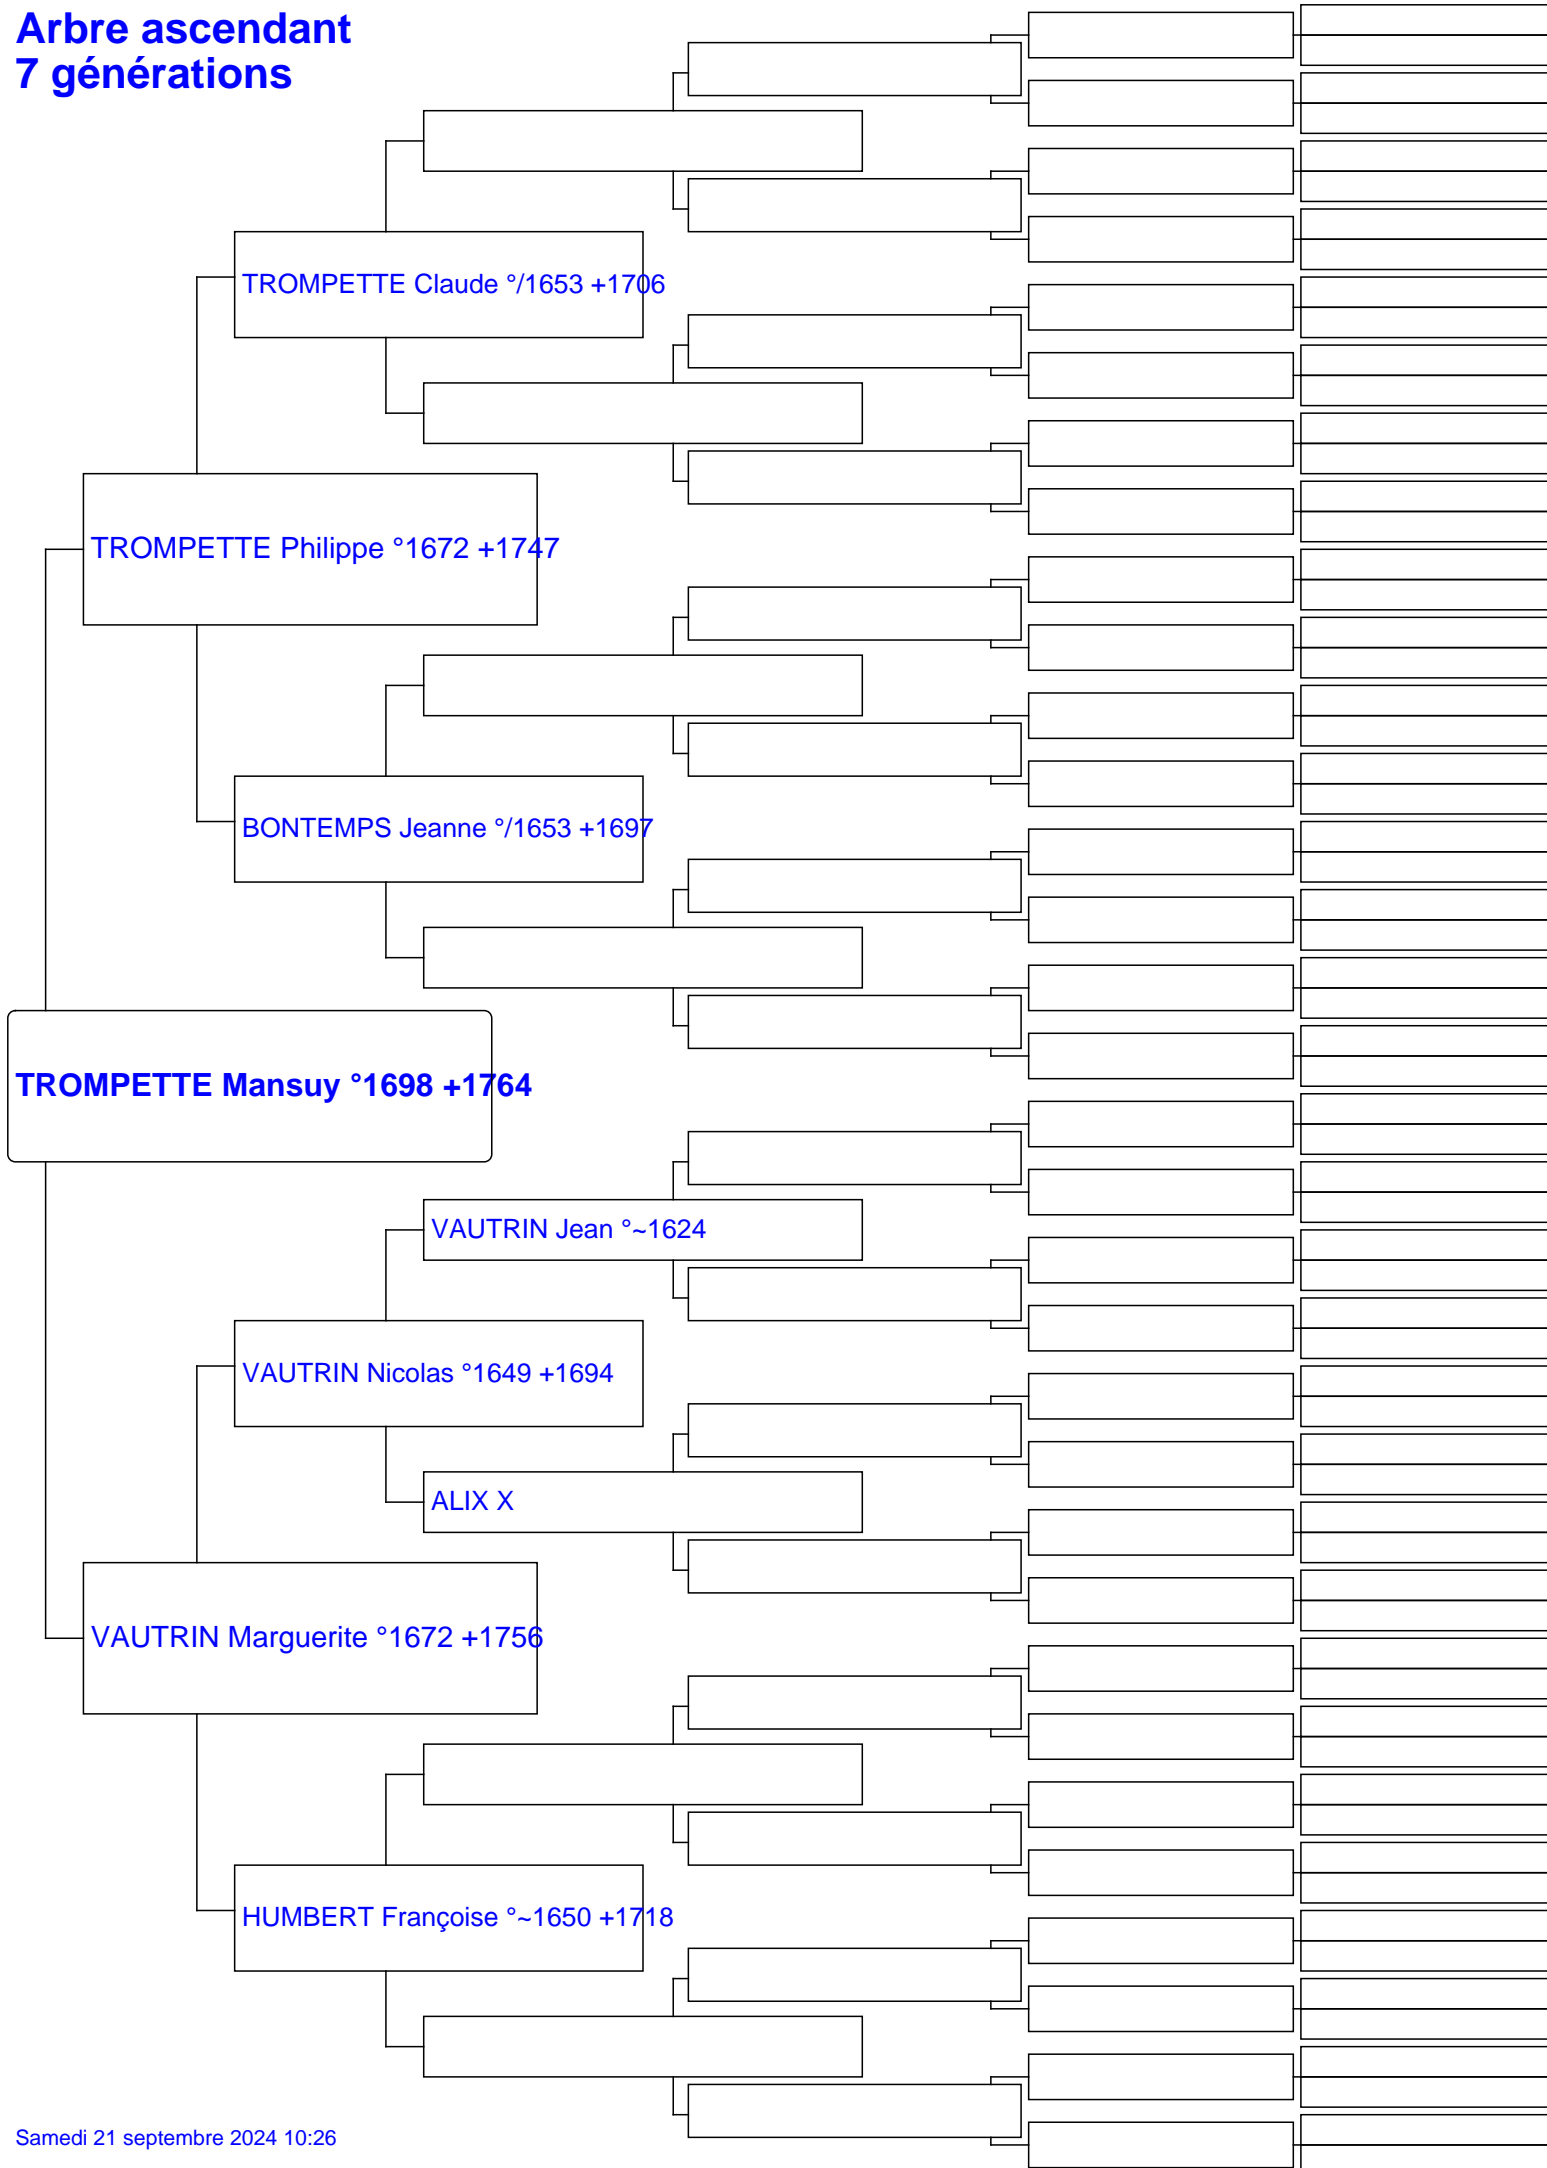 Arbre ascendant
7 générations
TROMPETTE Claude °/1653 +1706
TROMPETTE Philippe °1672 +1747
BONTEMPS Jeanne °/1653 +1697
TROMPETTE Mansuy °1698 +1764
VAUTRIN Jean °~1624
VAUTRIN Nicolas °1649 +1694
ALIX X
VAUTRIN Marguerite °1672 +1756
HUMBERT Françoise °~1650 +1718
Samedi 21 septembre 2024 10:26